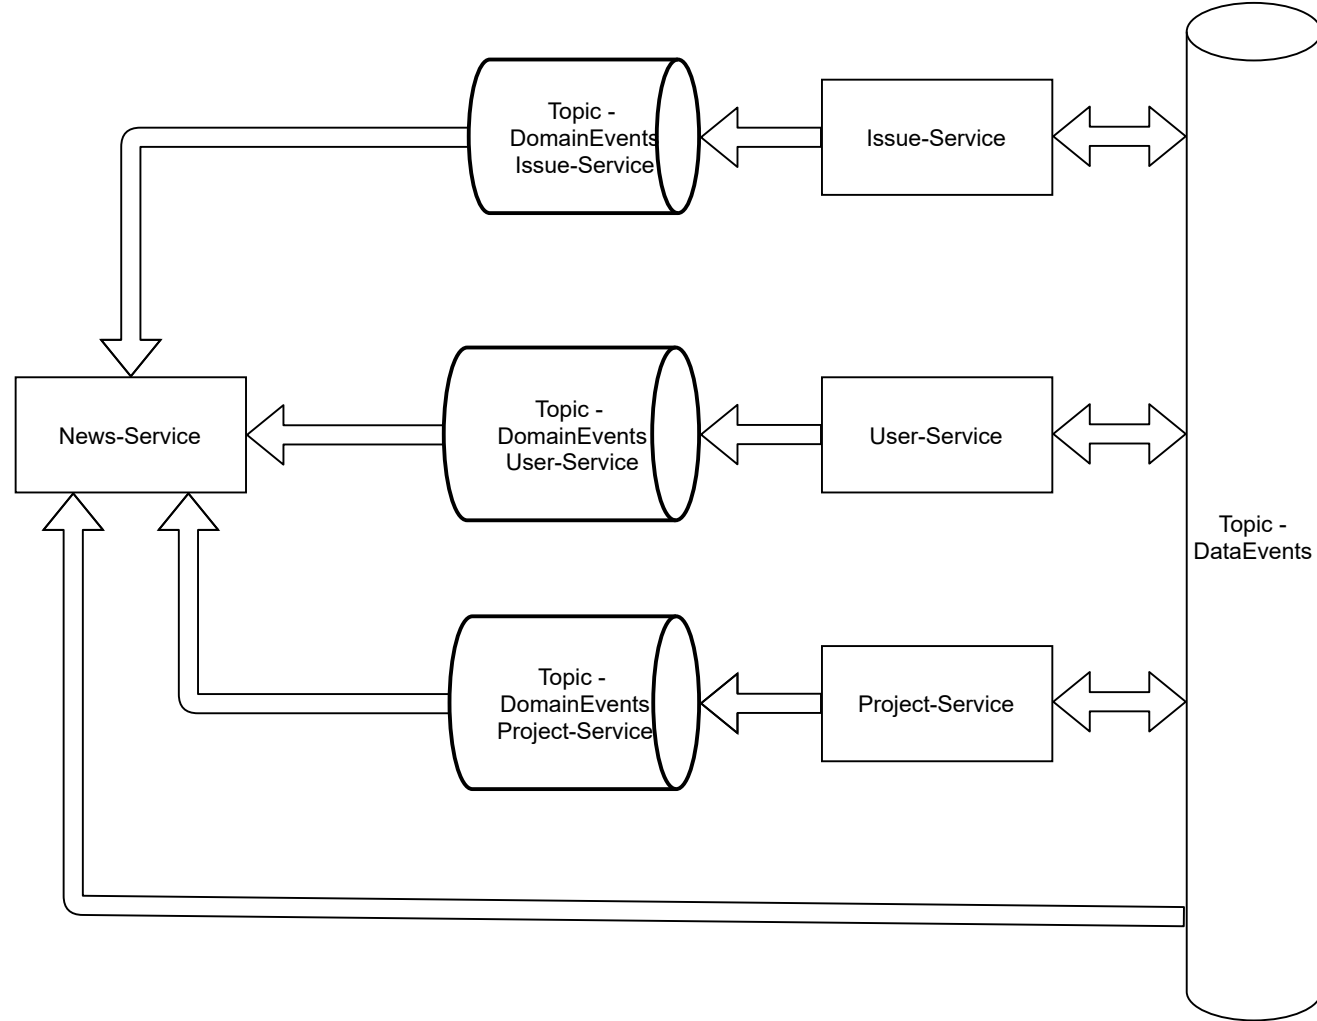 Topic -
DomainEvents
Issue-Service
Issue-Service
News-Service
Topic -
DomainEvents
User-Service
User-Service
Topic -
DataEvents
Topic -
DomainEvents
Project-Service
Project-Service